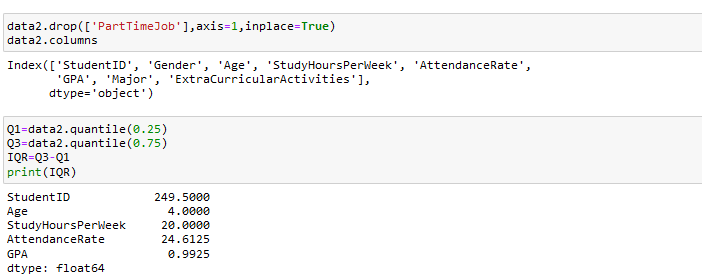 data2.drop(['PartTimeJob'],axis=1,inplace=True)
data2.columns
Index(['StudentID', 'Gender', 'Age', 'StudyHoursPerWeek', 'AttendanceRate',
       'GPA', 'Major', 'ExtraCurricularActivities'],
      dtype='object')
Q1=data2.quantile(0.25)
Q3=data2.quantile(0.75)
IQR=Q3-Q1
print(IQR)
StudentID            249.5000
Age                    4.0000
StudyHoursPerWeek     20.0000
AttendanceRate        24.6125
GPA                    0.9925
dtype: float64